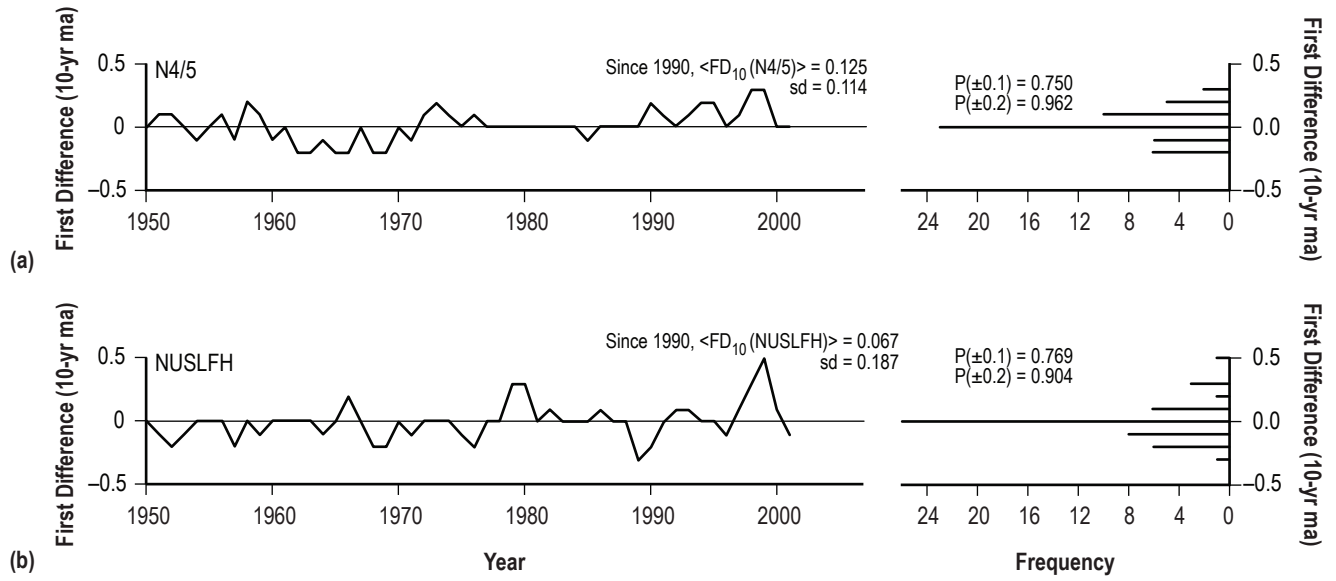 First Difference (10-yr ma)
0.5
0
–0.5
N4/5
Since 1990, <FD10 (N4/5)> = 0.125
sd = 0.114
1950 1960 1970 1980 1990 2000
P(±0.1) = 0.750
P(±0.2) = 0.962
24 20 16 12 8 4 0
0.5
0.0
–0.5
First Difference (10-yr ma)
(a)
First Difference (10-yr ma)
0.5
0
–0.5
NUSLFH
Since 1990, <FD10 (NUSLFH)> = 0.067
sd = 0.187
1950 1960 1970 1980 1990 2000
P(±0.1) = 0.769
P(±0.2) = 0.904
24 20 16 12 8 4 0
0.5
0.0
–0.5
First Difference (10-yr ma)
(b)
Year
Frequency